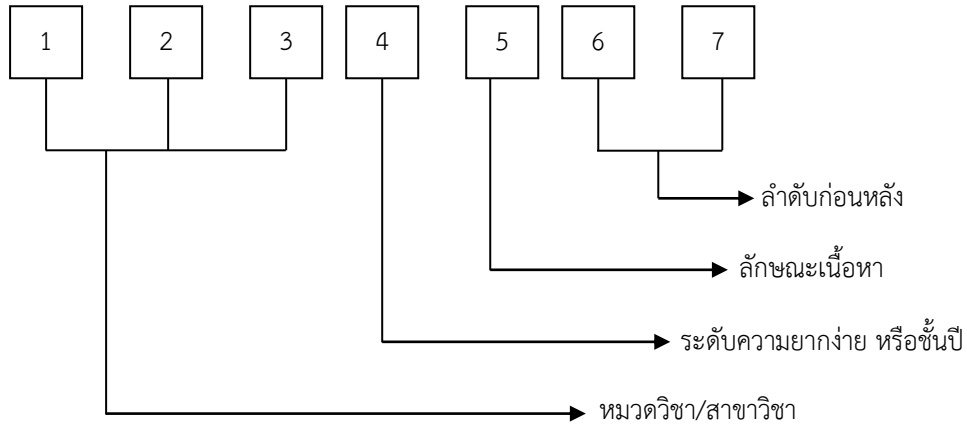 1 2 3 4 5 6 7
ลำดับก่อนหลัง
ลักษณะเนื้อหา
ระดับความยากง่าย หรือชั้นปี
หมวดวิชา/สาขาวิชา